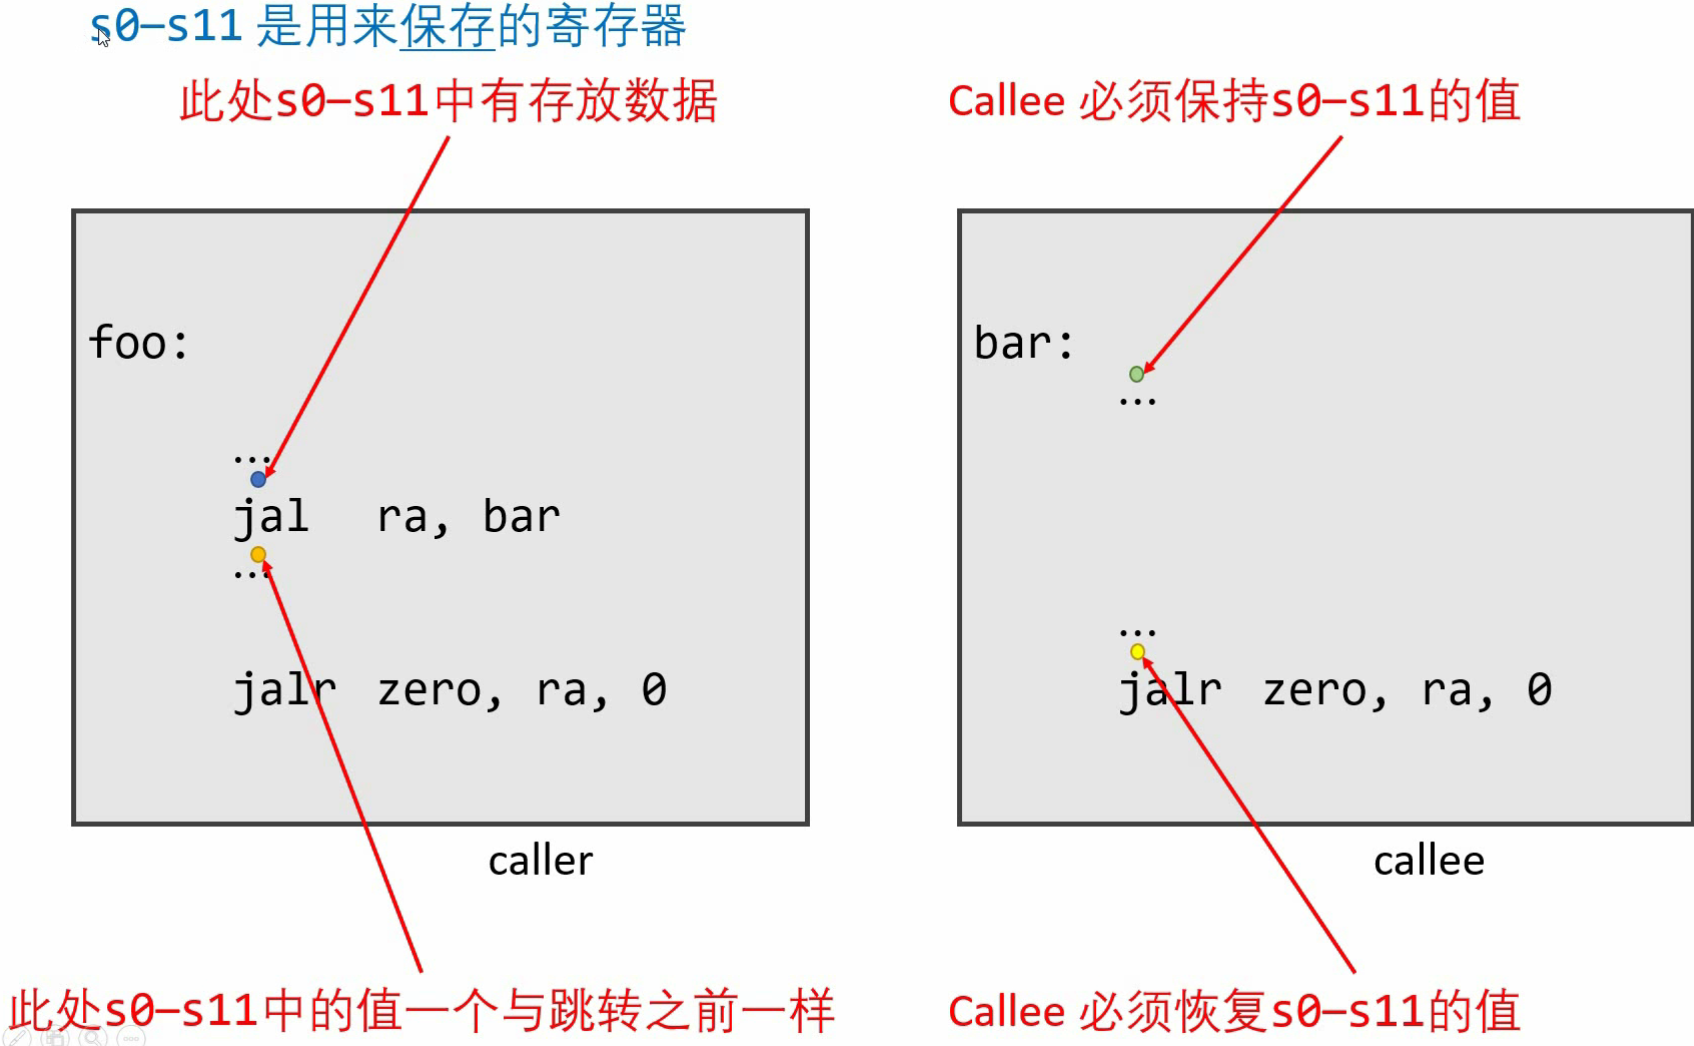 s0–s11 是用来保存的寄存器
此处s0–s11中有存放数据
Callee 必须保持s0–s11的值
foo:
…
jal ra, bar
…
jalr zero, ra, 0
caller
bar:
…
…
jalr zero, ra, 0
callee
此处s0–s11中的值一个与跳转之前一样
Callee 必须恢复s0–s11的值